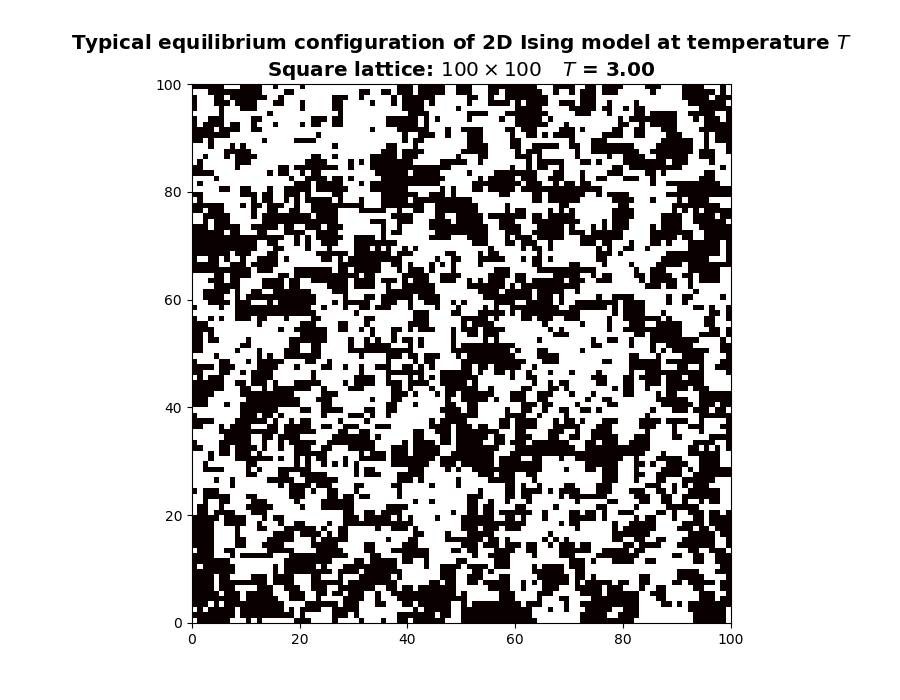 Typical equilibrium configuration of 2D Ising model at temperature T
Square lattice: 100 × 100 T = 3.00
100
80
60
40
20
0
0 20 40 60 80 100